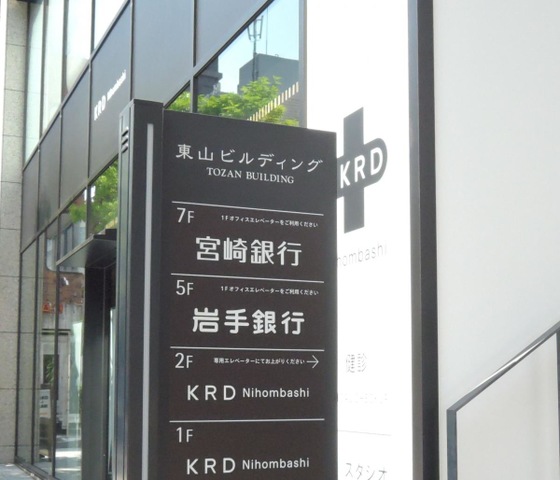 KRD Nihombashi
東山ビルディング
TOZAN BUILDING
7F 1Fオフィスエレベーターをご利用ください
宮崎銀行
5F 1Fオフィスエレベーターをご利用ください
岩手銀行
2F 専用エレベーターにてお上がりください→
KRD Nihombashi
1F
KRD Nihombashi
KRD
hombashi
健診
スタジオ